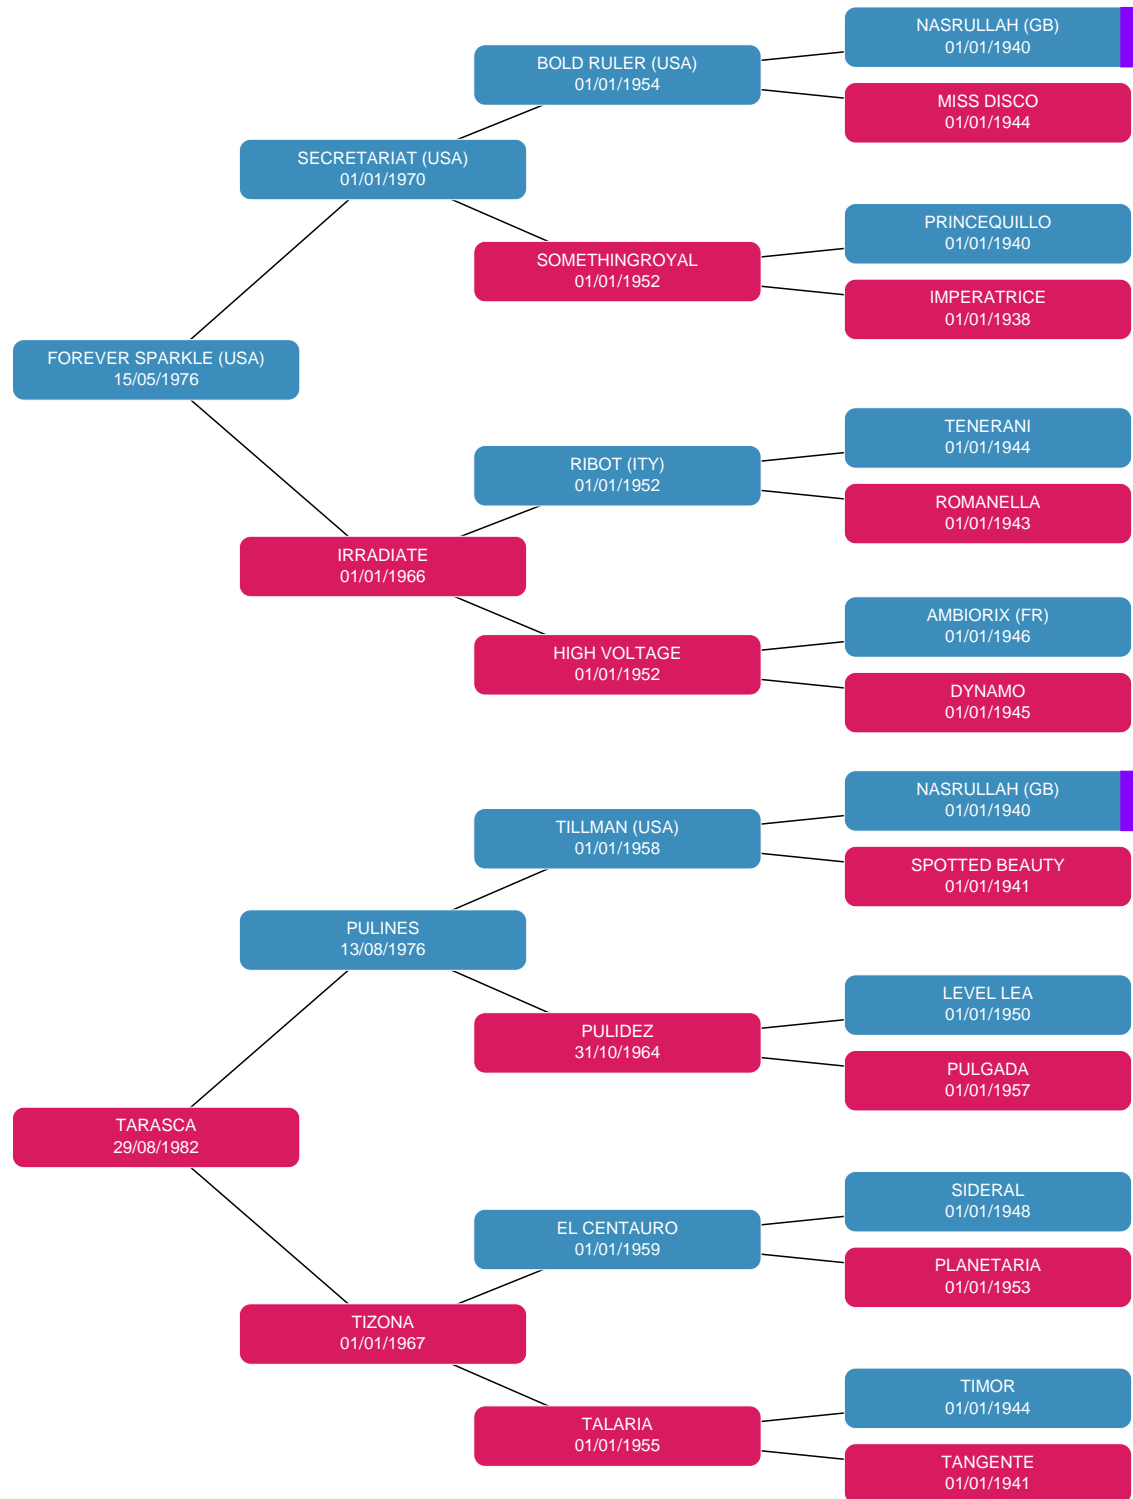 NASRULLAH (GB)
01/01/1940
BOLD RULER (USA)
01/01/1954
MISS DISCO
01/01/1944
SECRETARIAT (USA)
01/01/1970
PRINCEQUILLO
01/01/1940
SOMETHINGROYAL
01/01/1952
IMPERATRICE
01/01/1938
FOREVER SPARKLE (USA)
15/05/1976
TENERANI
01/01/1944
RIBOT (ITY)
01/01/1952
ROMANELLA
01/01/1943
IRRADIATE
01/01/1966
AMBIORIX (FR)
01/01/1946
HIGH VOLTAGE
01/01/1952
DYNAMO
01/01/1945
NASRULLAH (GB)
01/01/1940
TILLMAN (USA)
01/01/1958
SPOTTED BEAUTY
01/01/1941
PULINES
13/08/1976
LEVEL LEA
01/01/1950
PULIDEZ
31/10/1964
PULGADA
01/01/1957
TARASCA
29/08/1982
SIDERAL
01/01/1948
EL CENTAURO
01/01/1959
PLANETARIA
01/01/1953
TIZONA
01/01/1967
TIMOR
01/01/1944
TALARIA
01/01/1955
TANGENTE
01/01/1941